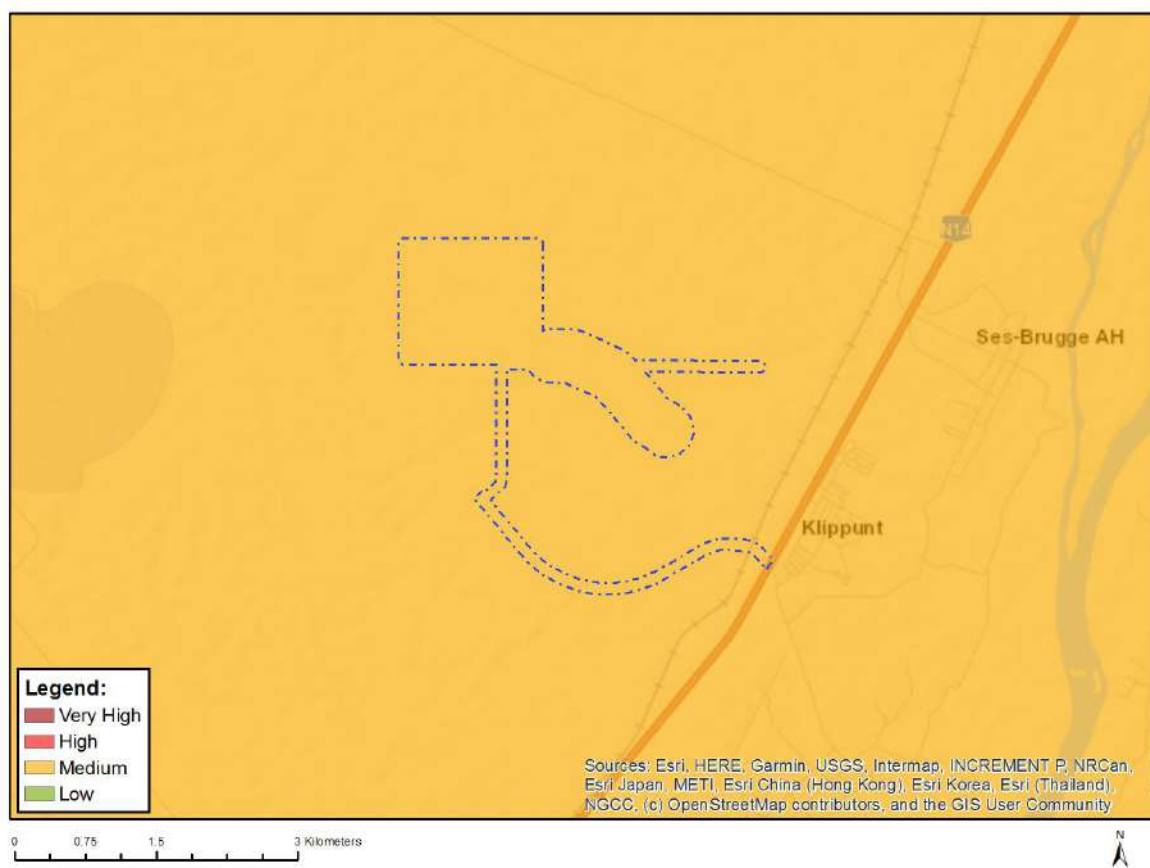 N14
Ses-Brugge AH
Klippunt
Legend:
Very High
High
Medium
Low
Sources: Esri, HERE, Garmin, USGS, Intermap, INCREMENT P, NRCan,
Esri Japan, METI, Esri China (Hong Kong), Esri Korea, Esri (Thailand),
NGCC, (c) OpenStreetMap contributors, and the GIS User Community
0 0.75 1.5 3 Kilometers
N